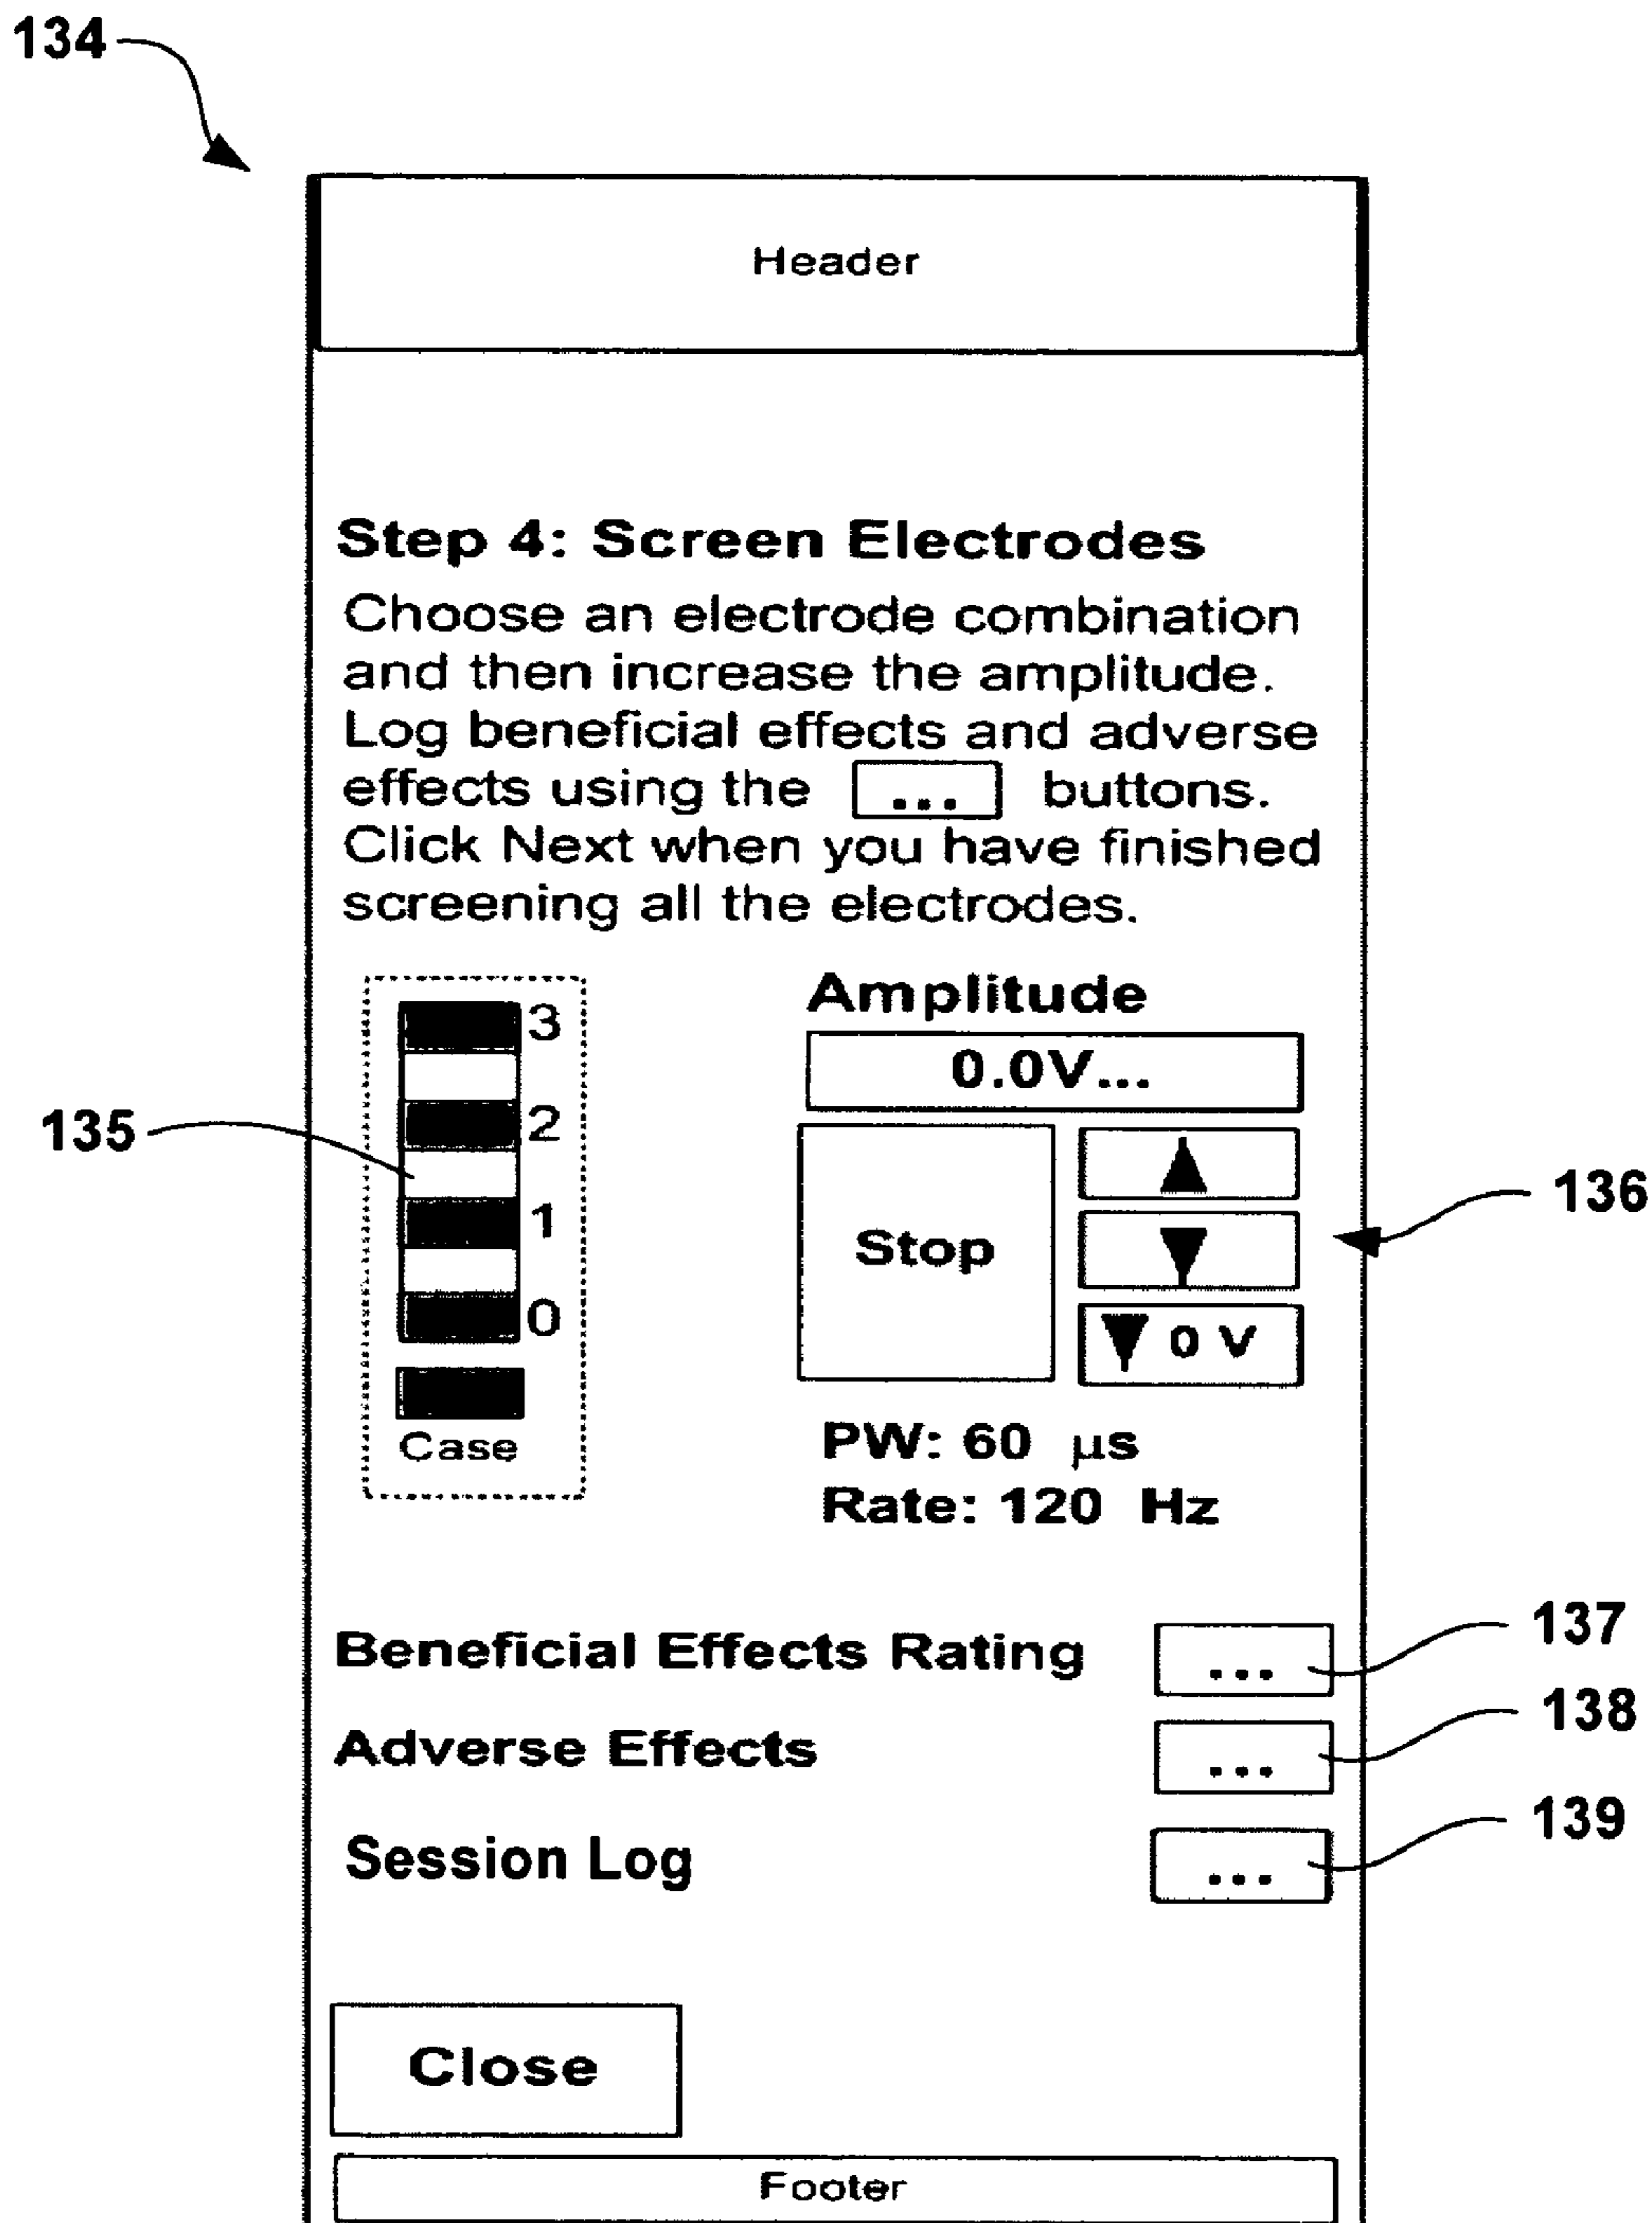 134
Header
Step 4: Screen Electrodes
Choose an electrode combination
and then increase the amplitude.
Log beneficial effects and adverse
effects using the ... buttons.
Click Next when you have finished
screening all the electrodes.
3
2
1
0
Case
135
Amplitude
0.0V...
Stop
0 V
136
PW: 60 µs
Rate: 120 Hz
Beneficial Effects Rating ... 137
Adverse Effects ... 138
Session Log ... 139
Close
Footer